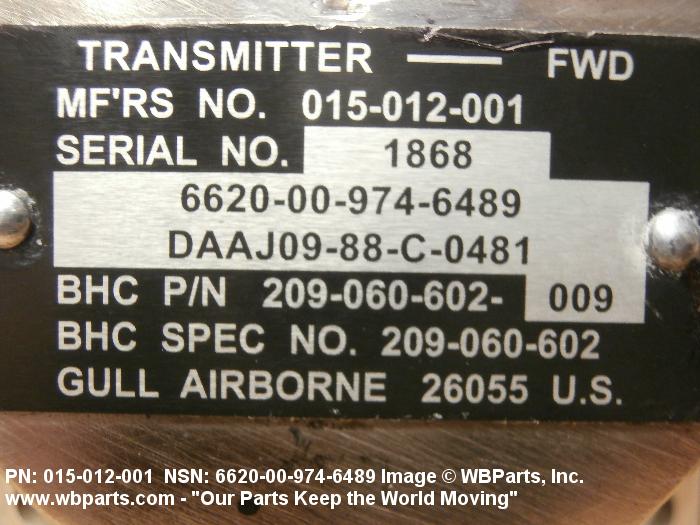 TRANSMITTER — FWD
MF'RS NO. 015-012-001
SERIAL NO. 1868
6620-00-974-6489
DAAJ09-88-C-0481
BHC P/N 209-060-602- 009
BHC SPEC NO. 209-060-602
GULL AIRBORNE 26055 U.S.
PN: 015-012-001 NSN: 6620-00-974-6489 Image © WBParts, Inc.
www.wbparts.com - "Our Parts Keep the World Moving"